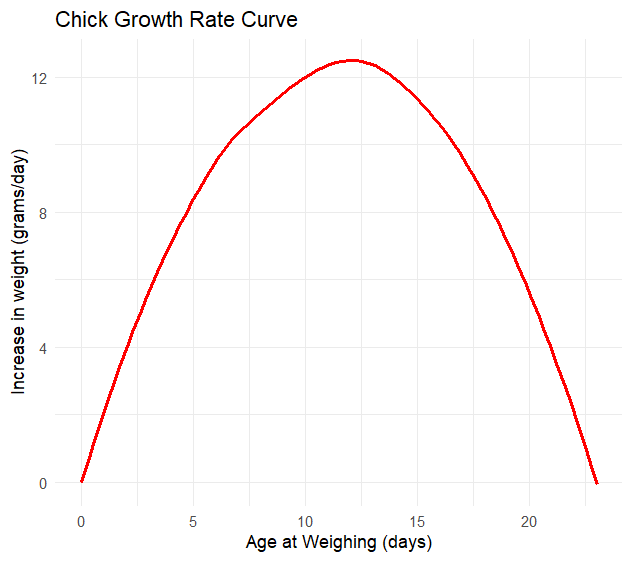 Chick Growth Rate Curve
Increase in weight (grams/day)
12
8
4
0
0 5 10 15 20
Age at Weighing (days)